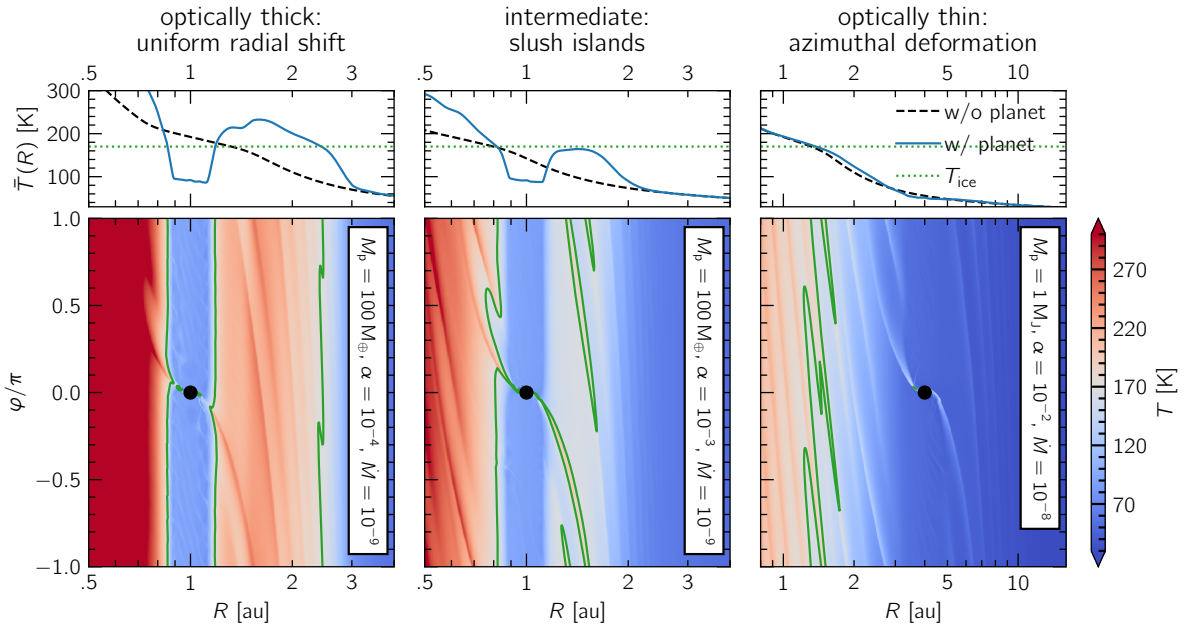 optically thick:
uniform radial shift
intermediate:
slush islands
optically thin:
azimuthal deformation
.5 1 2 3
.5 1 2 3
1 2 4 10
300
200
100
T̄(R) [K]
w/o planet
w/ planet
T_ice
1.0
0.5
0.0
−0.5
−1.0
φ/π
M_p = 100 M_⊕, α = 10^−4, Ṁ = 10^−9
M_p = 100 M_⊕, α = 10^−3, Ṁ = 10^−9
M_p = 1 M_J, α = 10^−2, Ṁ = 10^−8
.5 1 2 3
.5 1 2 3
1 2 4 10
R [au]
R [au]
R [au]
270
220
170
120
70
T [K]